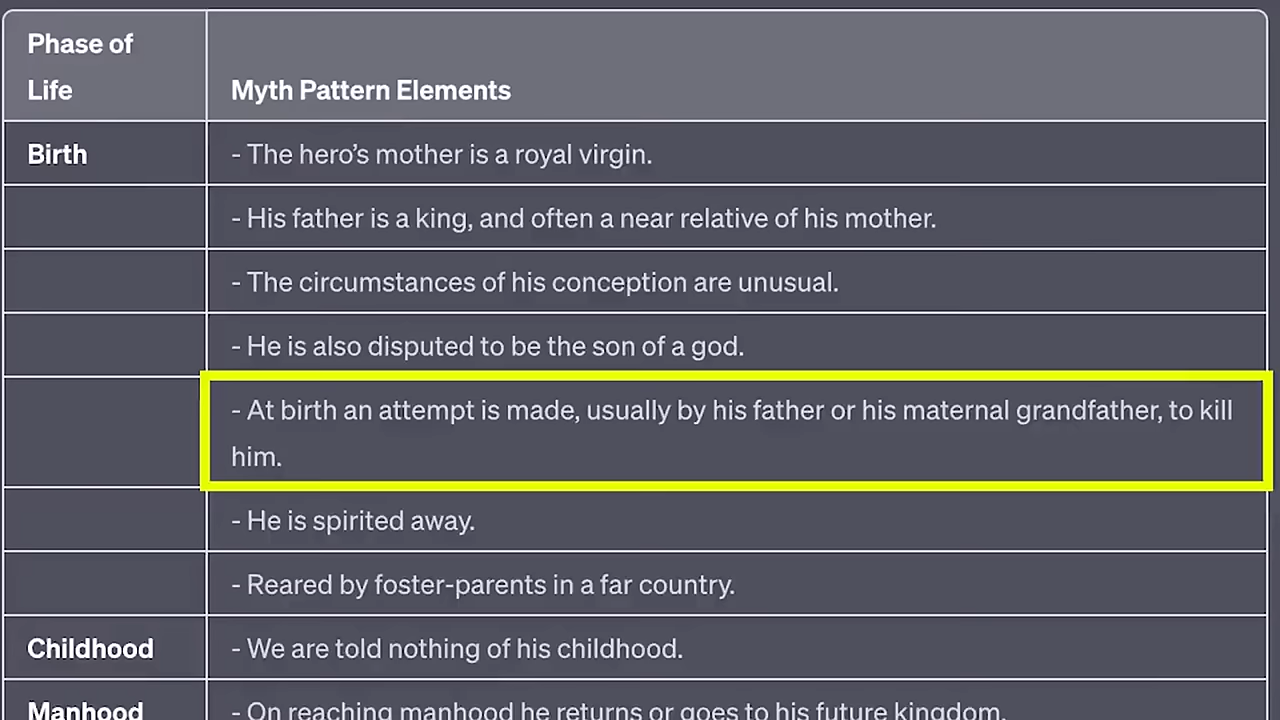 Phase of
Life
Myth Pattern Elements
Birth
- The hero’s mother is a royal virgin.
- His father is a king, and often a near relative of his mother.
- The circumstances of his conception are unusual.
- He is also disputed to be the son of a god.
- At birth an attempt is made, usually by his father or his maternal grandfather, to kill
him.
- He is spirited away.
- Reared by foster-parents in a far country.
Childhood
- We are told nothing of his childhood.
Manhood
- On reaching manhood he returns or goes to his future kingdom.